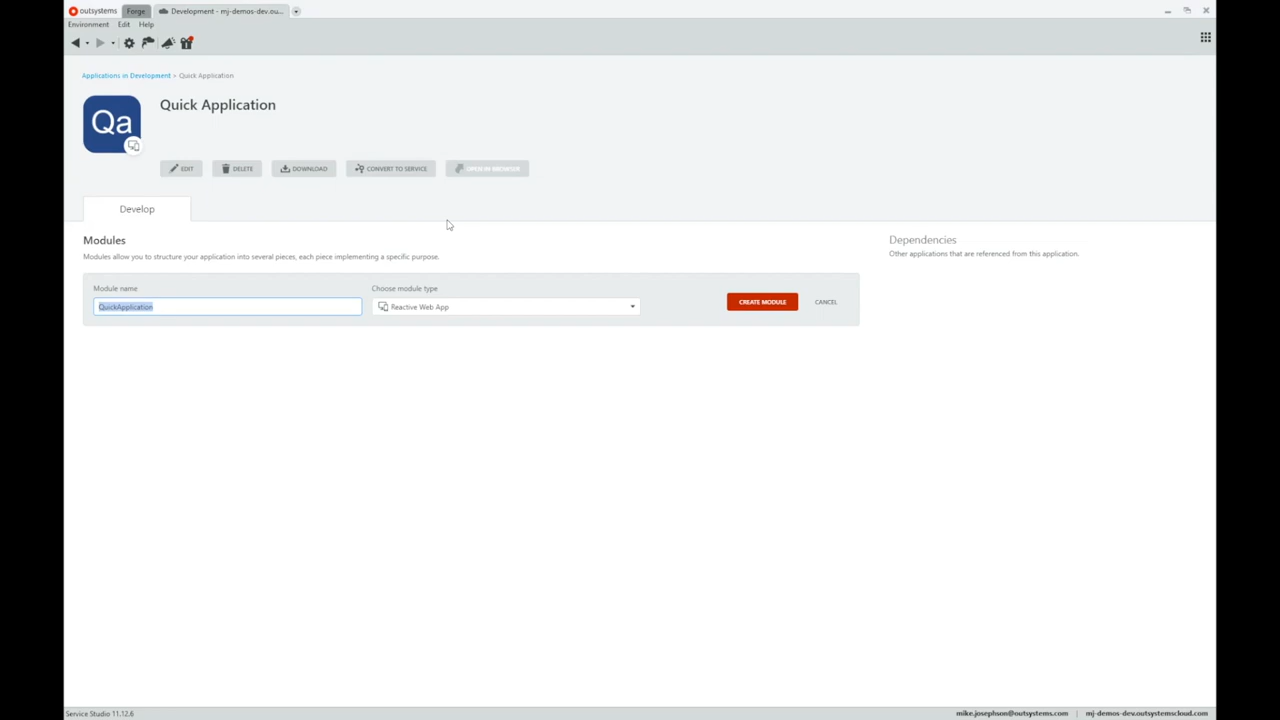 outsystems Forge Development - mj-demos-dev.ou...
Environment Edit Help
Applications in Development > Quick Application
Qa
Quick Application
EDIT DELETE DOWNLOAD CONVERT TO SERVICE OPEN IN BROWSER
Develop
Modules
Modules allow you to structure your application into several pieces, each piece implementing a specific purpose.
Dependencies
Other applications that are referenced from this application.
Module name Choose module type
QuickApplication Reactive Web App CREATE MODULE CANCEL
Service Studio 11.12.6 mike.josephson@outsystems.com | mj-demos-dev.outsystemscloud.com